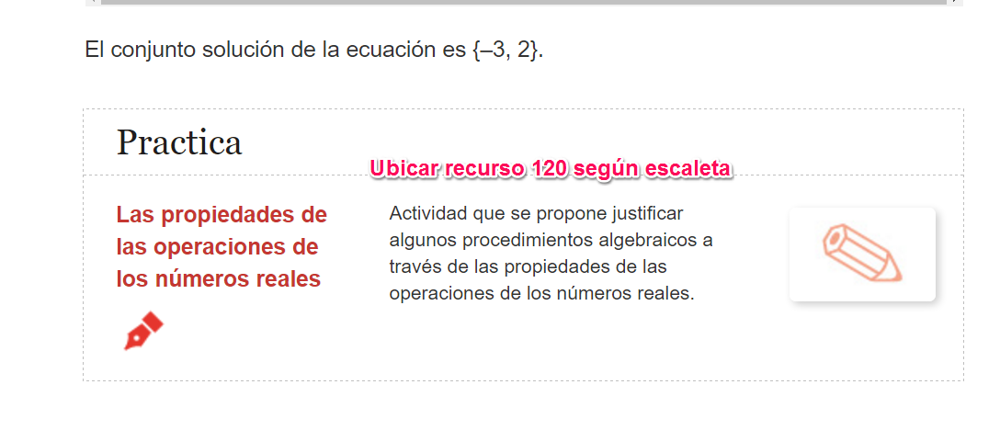 El conjunto solución de la ecuación es {–3, 2}.
Practica
Ubicar recurso 120 según escaleta
Las propiedades de
las operaciones de
los números reales
Actividad que se propone justificar
algunos procedimientos algebraicos a
través de las propiedades de las
operaciones de los números reales.